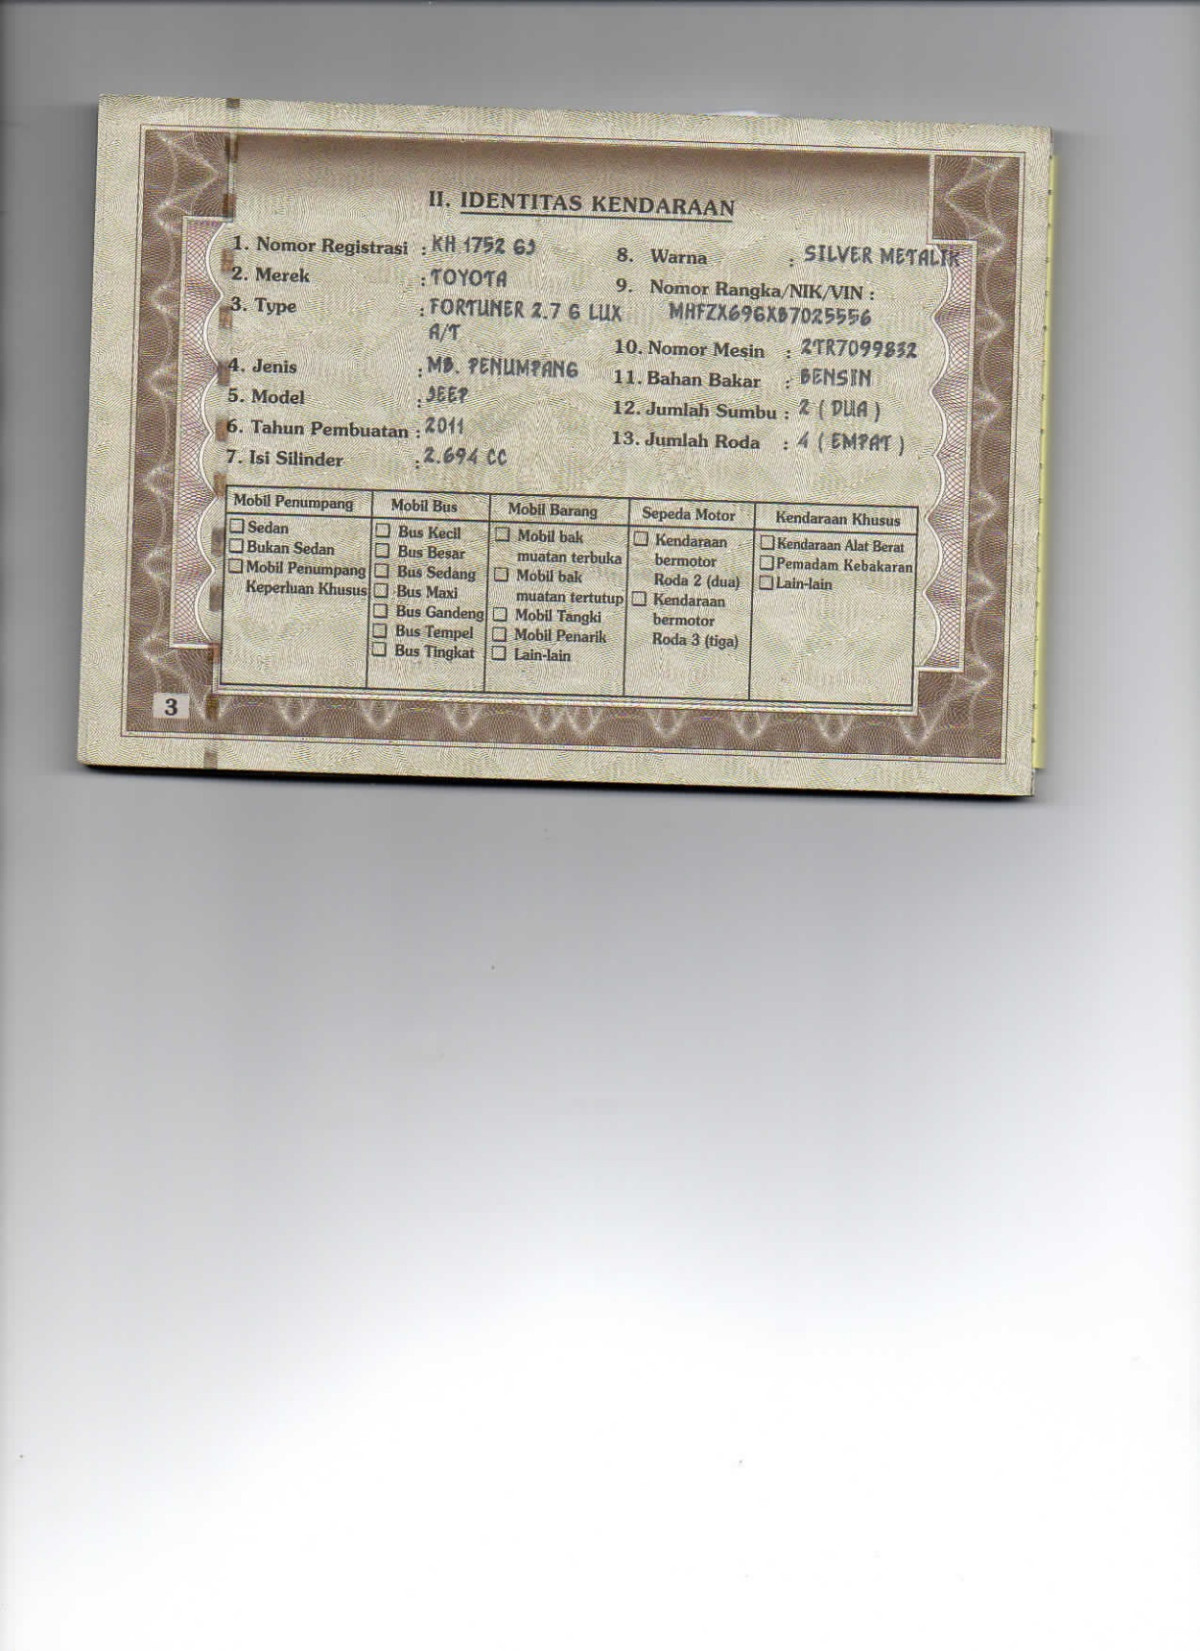 II. IDENTITAS KENDARAAN
1. Nomor Registrasi : KH 1752 GJ
2. Merek : TOYOTA
3. Type : FORTUNER 2.7 G LUX
A/T
4. Jenis : MB. PENUMPANG
5. Model : JEEP
6. Tahun Pembuatan : 2011
7. Isi Silinder : 2.694 CC
8. Warna : SILVER METALIK
9. Nomor Rangka/NIK/VIN :
MHFZX696XB7025556
10. Nomor Mesin : 2TR7099832
11. Bahan Bakar : BENSIN
12. Jumlah Sumbu : 2 ( DUA )
13. Jumlah Roda : 4 ( EMPAT )
Mobil Penumpang
Sedan
Bukan Sedan
Mobil Penumpang
Keperluan Khusus
Mobil Bus
Bus Kecil
Bus Besar
Bus Sedang
Bus Maxi
Bus Gandeng
Bus Tempel
Bus Tingkat
Mobil Barang
Mobil bak
muatan terbuka
Mobil bak
muatan tertutup
Mobil Tangki
Mobil Penarik
Lain-lain
Sepeda Motor
Kendaraan
bermotor
Roda 2 (dua)
Kendaraan
bermotor
Roda 3 (tiga)
Kendaraan Khusus
Kendaraan Alat Berat
Pemadam Kebakaran
Lain-lain
3